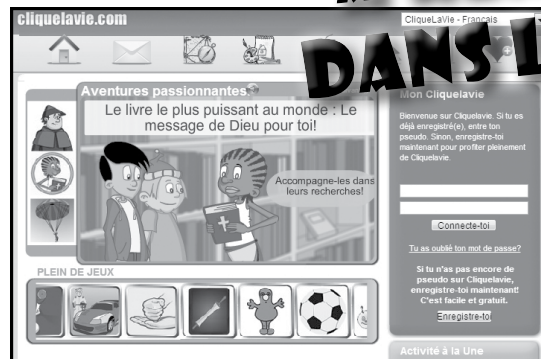 cliquelavie.com
CliqueLaVie - Français
DANS L
Aventures passionnantes
Le livre le plus puissant au monde : Le
message de Dieu pour toi!
Accompagne-les dans
leurs recherches!
PLEIN DE JEUX
Mon Cliquelavie
Bienvenue sur Cliquelavie. Si tu es
déjà enregistré(e), entre ton
pseudo. Sinon, enregistre-toi
maintenant pour profiter pleinement
de Cliquelavie.
Connecte-toi
Tu as oublié ton mot de passe?
Si tu n'as pas encore de
pseudo sur Cliquelavie,
enregistre-toi maintenant!
C'est facile et gratuit.
Enregistre-toi
Activité à la Une